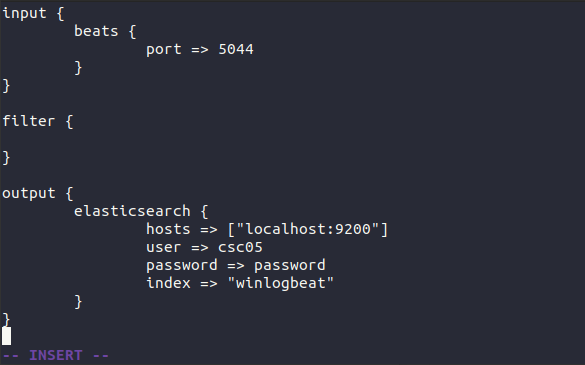 input {
        beats {
                port => 5044
        }
}

filter {

}

output {
        elasticsearch {
                hosts => ["localhost:9200"]
                user => csc05
                password => password
                index => "winlogbeat"
        }
}
-- INSERT --